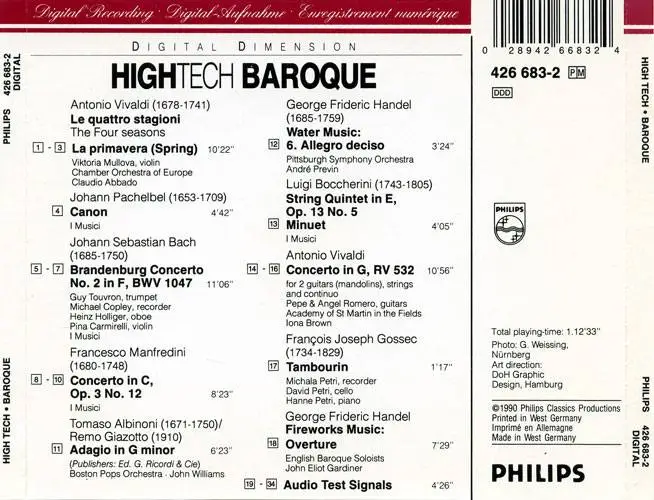 Digital Recording · Digital-Aufnahme · Enregistrement numérique
DIGITAL DIMENSION
HIGHTECH BAROQUE
Antonio Vivaldi (1678-1741)
Le quattro stagioni
The Four seasons
1 - 3 La primavera (Spring) 10'22"
Viktoria Mullova, violin
Chamber Orchestra of Europe
Claudio Abbado
Johann Pachelbel (1653-1709)
4 Canon 4'42"
I Musici
Johann Sebastian Bach
(1685-1750)
5 - 7 Brandenburg Concerto
No. 2 in F, BWV 1047 11'06"
Guy Touvron, trumpet
Michael Copley, recorder
Heinz Holliger, oboe
Pina Carmirelli, violin
I Musici
Francesco Manfredini
(1680-1748)
8 - 10 Concerto in C,
Op. 3 No. 12 8'23"
I Musici
Tomaso Albinoni (1671-1750)/
Remo Giazotto (1910)
11 Adagio in G minor 6'23"
(Publishers: Ed. G. Ricordi & Cie)
Boston Pops Orchestra · John Williams
George Frideric Handel
(1685-1759)
Water Music:
12 6. Allegro deciso 3'24"
Pittsburgh Symphony Orchestra
André Previn
Luigi Boccherini (1743-1805)
String Quintet in E,
Op. 13 No. 5
13 Minuet 4'05"
I Musici
Antonio Vivaldi
14 - 16 Concerto in G, RV 532 10'56"
for 2 guitars (mandolins), strings
and continuo
Pepe & Angel Romero, guitars
Academy of St Martin in the Fields
Iona Brown
François Joseph Gossec
(1734-1829)
17 Tambourin 1'17"
Michala Petri, recorder
David Petri, cello
Hanne Petri, piano
George Frideric Handel
Fireworks Music:
18 Overture 7'29"
English Baroque Soloists
John Eliot Gardiner
19 - 34 Audio Test Signals 4'26"
0 28942 66832 4
426 683-2 PM
DDD
PHILIPS
Total playing-time: 1.12'33"
Photo: G. Weissing,
Nürnberg
Art direction:
DoH Graphic
Design, Hamburg
©1990 Philips Classics Productions
Printed in West Germany
Imprimé en Allemagne
Made in West Germany
PHILIPS
PHILIPS 426 683-2 DIGITAL
HIGH TECH · BAROQUE
HIGH TECH · BAROQUE
PHILIPS 426 683-2 DIGITAL